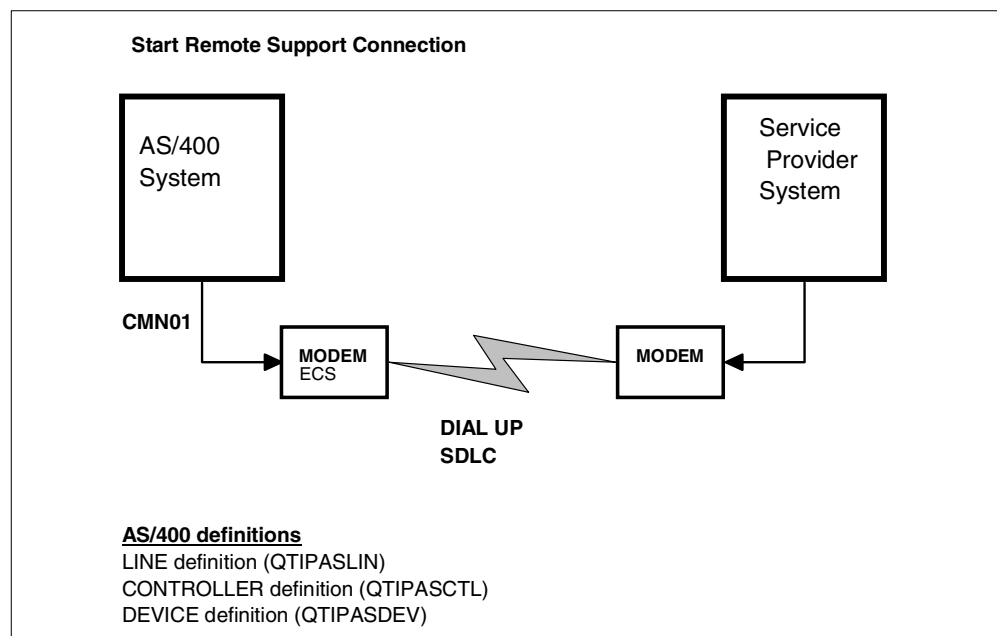 Start Remote Support Connection
AS/400
System
Service
Provider
System
CMN01
MODEM
ECS
MODEM
DIAL UP
SDLC
AS/400 definitions
LINE definition (QTIPASLIN)
CONTROLLER definition (QTIPASCTL)
DEVICE definition (QTIPASDEV)